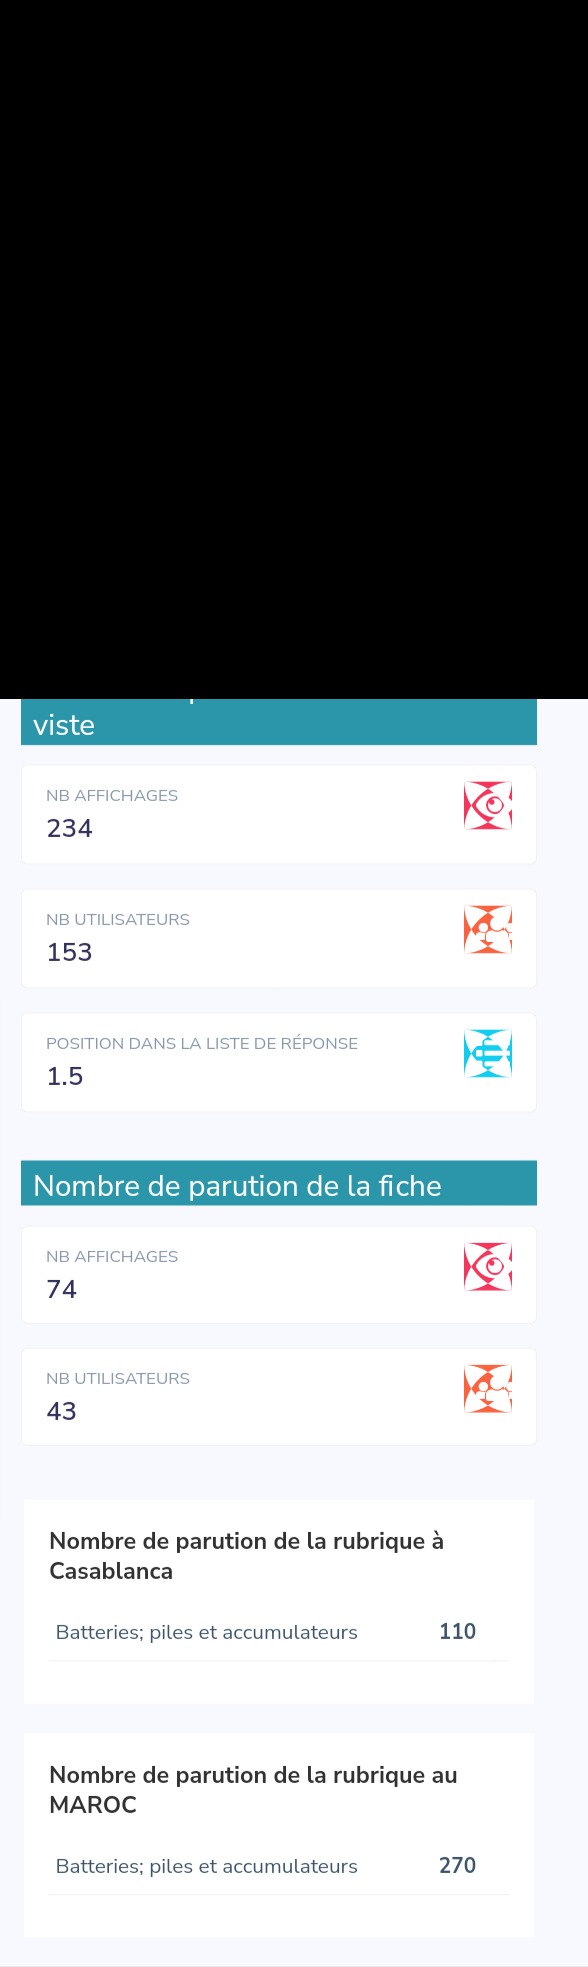 viste
NB AFFICHAGES
234
NB UTILISATEURS
153
POSITION DANS LA LISTE DE RÉPONSE
1.5
Nombre de parution de la fiche
NB AFFICHAGES
74
NB UTILISATEURS
43
Nombre de parution de la rubrique à
Casablanca
Batteries; piles et accumulateurs 110
Nombre de parution de la rubrique au
MAROC
Batteries; piles et accumulateurs 270